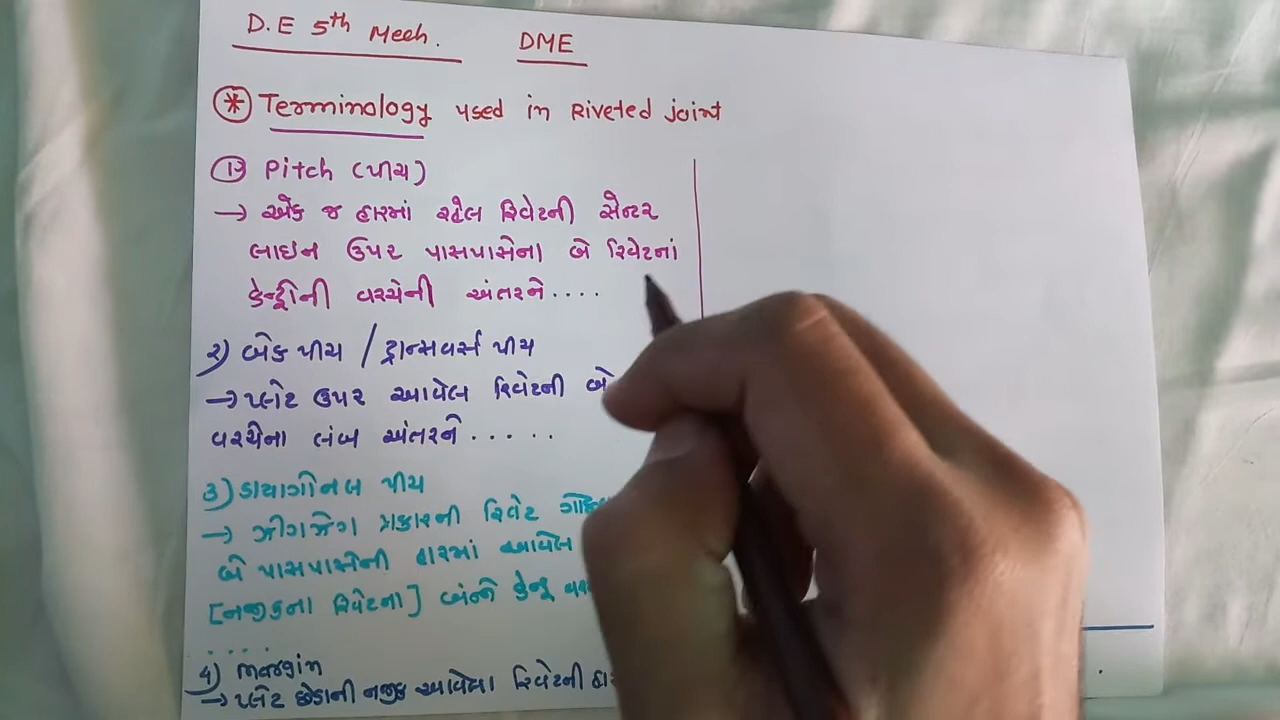 D.E 5th Mech. DME
* Terminology used in Riveted joint
1) Pitch (પીચ)
→ એક જ હારમાં રહેલ રિવેટની સેન્ટર
લાઇન ઉપર પાસપાસેના બે રિવેટનાં
કેન્દ્રોની વચ્ચેની અંતરને ....
૨) બેક પીચ / ટ્રાન્સવર્સ પીચ
→ પ્લેટ ઉપર આવેલ રિવેટની બે
વચ્ચેના લંબ અંતરને ......
૩) ડાયાગોનલ પીચ
→ ઝીગઝેગ પ્રકારની રિવેટ
બે પાસપાસેની હારમાં આવેલ
[નજીકના રિવેટના] બંન્ને કેન્દ્ર
....
4) Margin
→ પ્લેટ છેડાની નજીક આવેલા રિવેટની